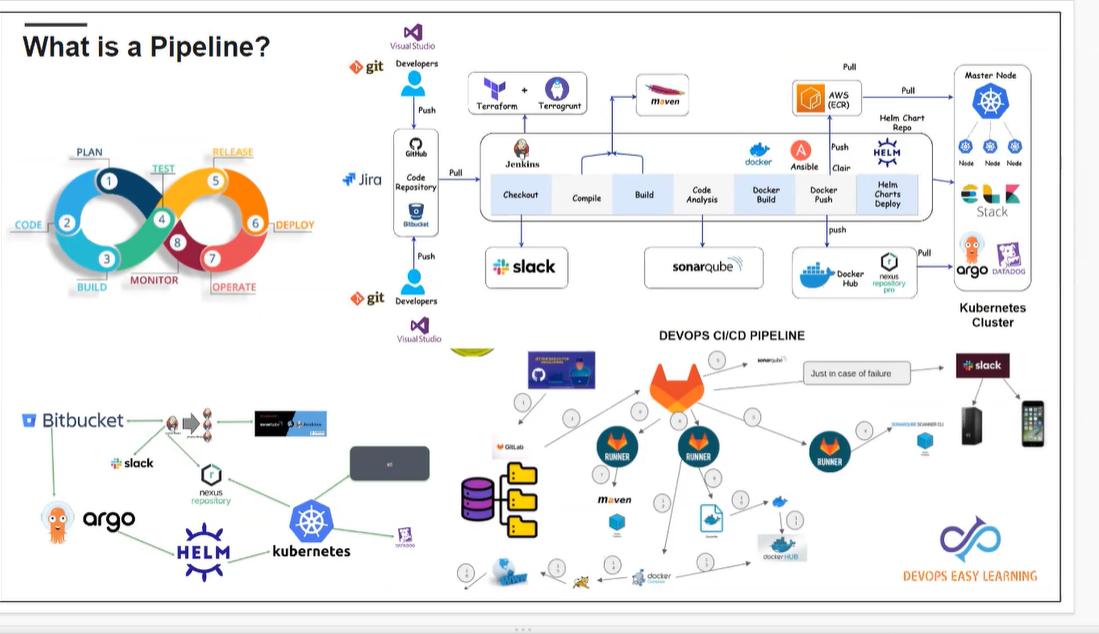 What is a Pipeline?
Visual Studio
git
Developers
Push
Terraform
+
Terragrunt
maven
AWS
(ECR)
Pull
Pull
Master Node
Node
Node
Node
Helm Chart
Repo
GitHub
Code
Repository
Bitbucket
Jira
Pull
Jenkins
docker
Ansible
Push
Clair
HELM
Checkout
Compile
Build
Code
Analysis
Docker
Build
Docker
Push
Helm
Charts
Deploy
Stack
slack
sonarqube
push
Docker
Hub
nexus
repository
pro
Pull
argo
DATADOG
Push
git
Developers
Visual Studio
Kubernetes
Cluster
PLAN
TEST
RELEASE
CODE
DEPLOY
BUILD
MONITOR
OPERATE
1
2
3
4
5
6
7
8
DEVOPS CI/CD PIPELINE
sonarqube
Just in case of failure
slack
GitLab
RUNNER
RUNNER
RUNNER
SONARQUBE SCANNER CLI
maven
docker
docker HUB
WWW
Bitbucket
slack
nexus
repository
argo
HELM
kubernetes
DATADOG
DEVOPS EASY LEARNING